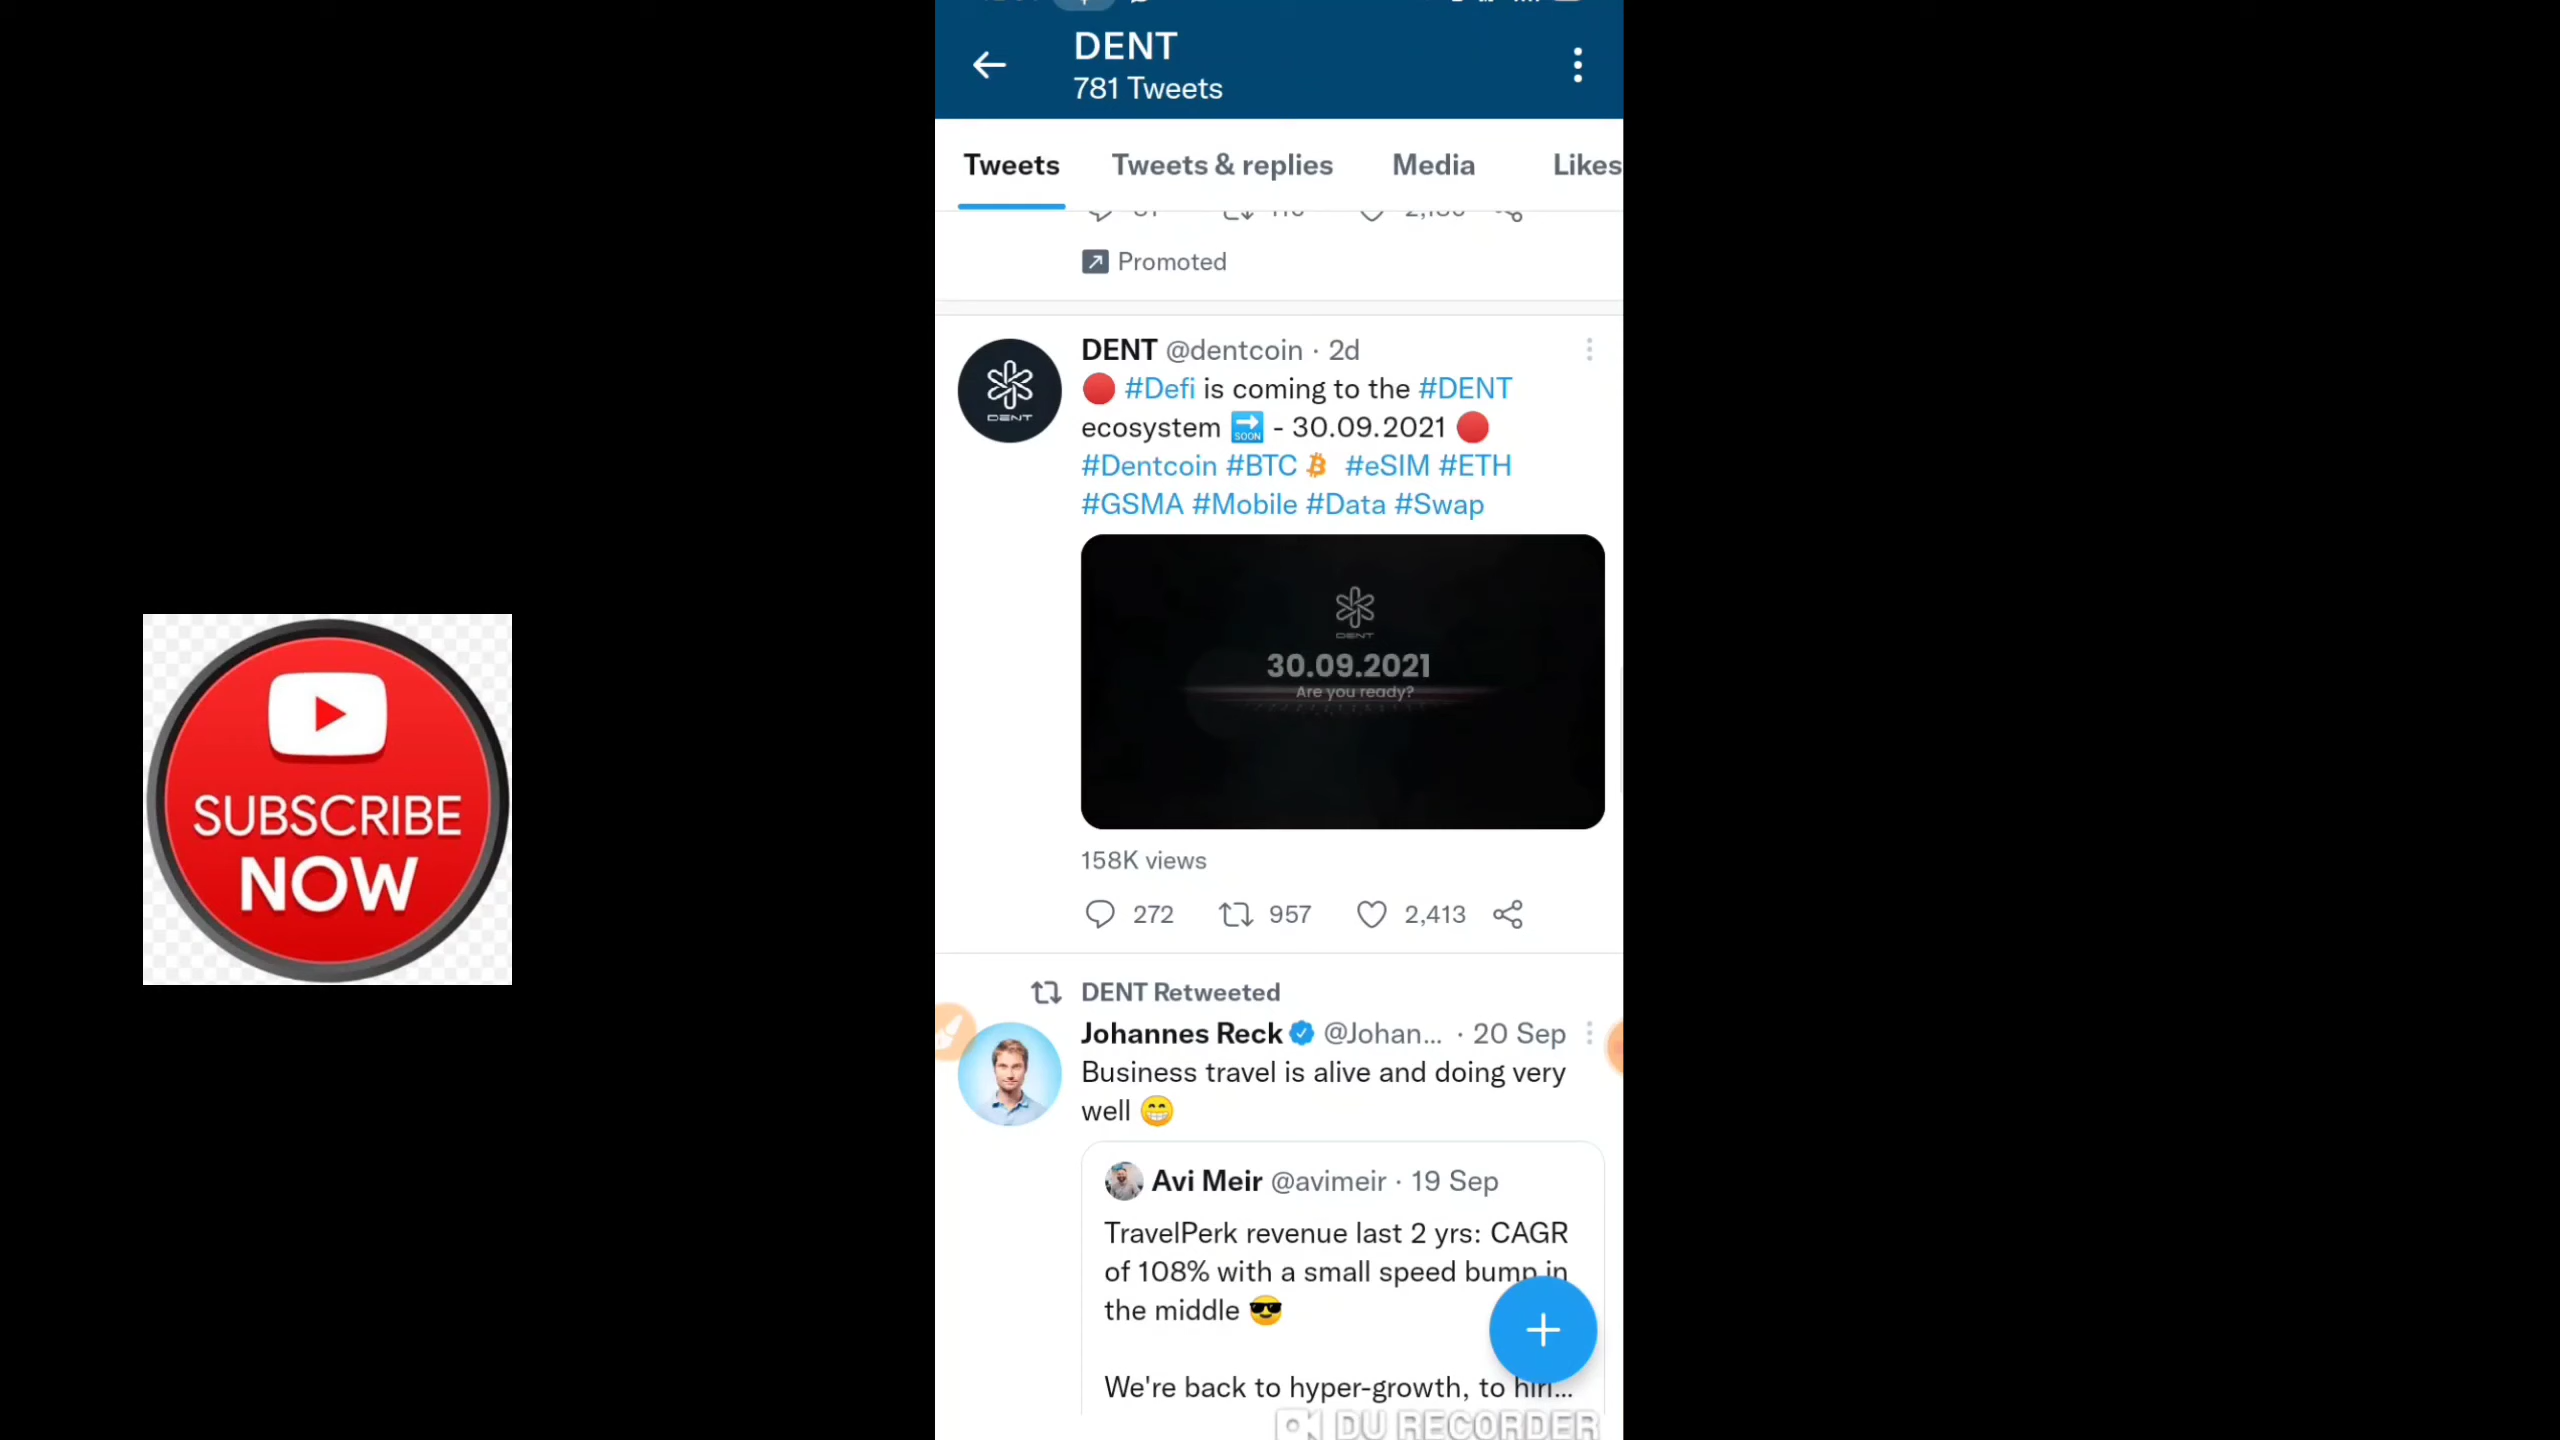 DENT
781 Tweets
Tweets Tweets & replies Media Likes
Promoted
DENT @dentcoin · 2d
🔴 #Defi is coming to the #DENT
ecosystem 🔜 - 30.09.2021 🔴
#Dentcoin #BTC #eSIM #ETH
#GSMA #Mobile #Data #Swap
DENT
DENT
30.09.2021
Are you ready?
158K views
272 957 2,413
SUBSCRIBE
NOW
DENT Retweeted
Johannes Reck @Johan... · 20 Sep
Business travel is alive and doing very
well 😁
Avi Meir @avimeir · 19 Sep
TravelPerk revenue last 2 yrs: CAGR
of 108% with a small speed bump in
the middle 😎
We're back to hyper-growth, to hiri...
DU RECORDER